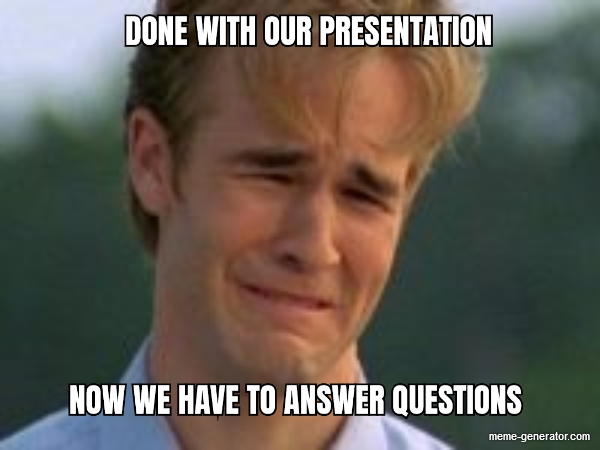 DONE WITH OUR PRESENTATION
NOW WE HAVE TO ANSWER QUESTIONS
meme-generator.com